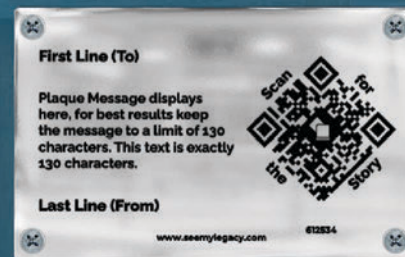 First Line (To)
Plaque Message displays
here, for best results keep
the message to a limit of 130
characters. This text is exactly
130 characters.
Last Line (From)
Scan for
the Story
www.seemylegacy.com
612534